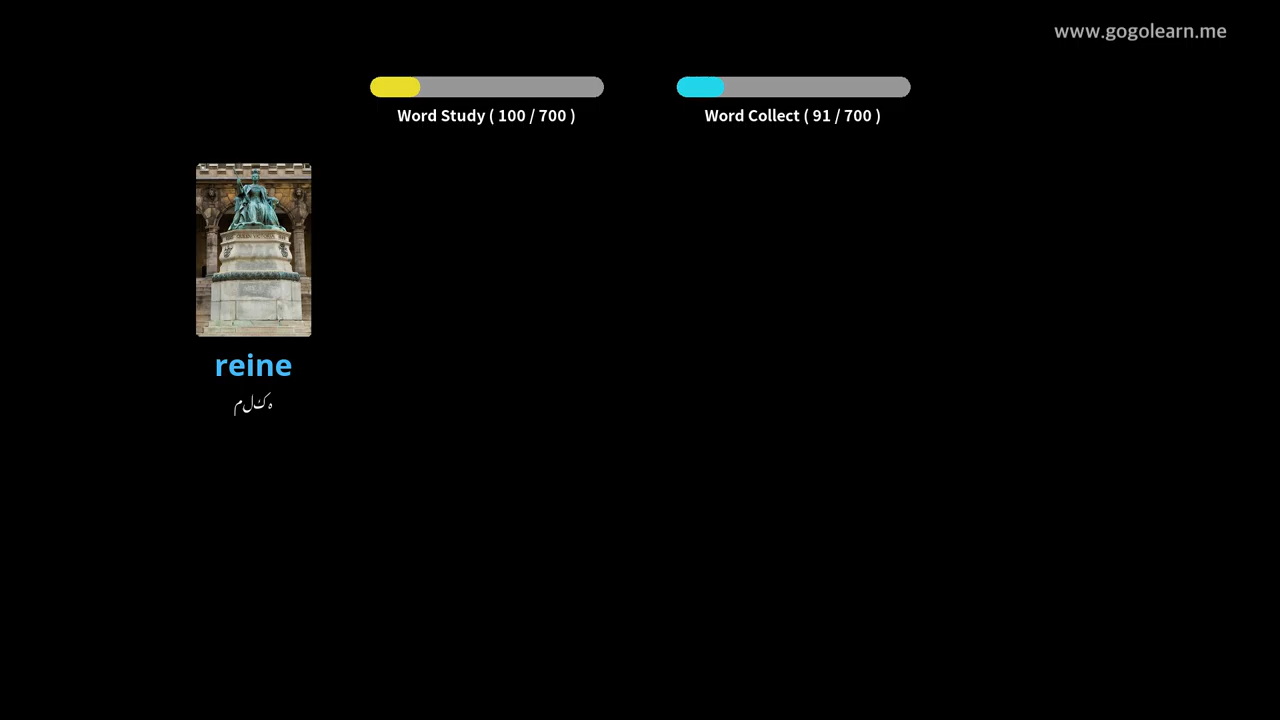 www.gogolearn.me
Word Study ( 100 / 700 )
Word Collect ( 91 / 700 )
reine
ملکہ